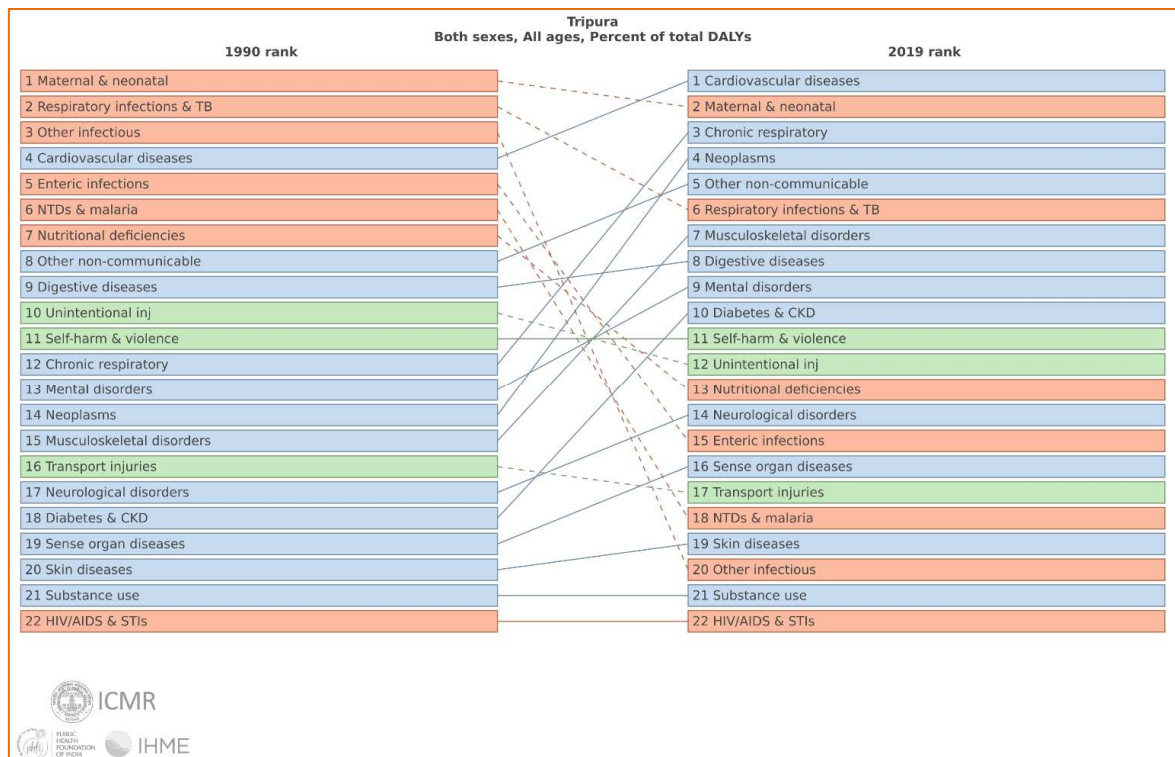 Tripura
Both sexes, All ages, Percent of total DALYs
1990 rank
1 Maternal & neonatal
2 Respiratory infections & TB
3 Other infectious
4 Cardiovascular diseases
5 Enteric infections
6 NTDs & malaria
7 Nutritional deficiencies
8 Other non-communicable
9 Digestive diseases
10 Unintentional inj
11 Self-harm & violence
12 Chronic respiratory
13 Mental disorders
14 Neoplasms
15 Musculoskeletal disorders
16 Transport injuries
17 Neurological disorders
18 Diabetes & CKD
19 Sense organ diseases
20 Skin diseases
21 Substance use
22 HIV/AIDS & STIs
2019 rank
1 Cardiovascular diseases
2 Maternal & neonatal
3 Chronic respiratory
4 Neoplasms
5 Other non-communicable
6 Respiratory infections & TB
7 Musculoskeletal disorders
8 Digestive diseases
9 Mental disorders
10 Diabetes & CKD
11 Self-harm & violence
12 Unintentional inj
13 Nutritional deficiencies
14 Neurological disorders
15 Enteric infections
16 Sense organ diseases
17 Transport injuries
18 NTDs & malaria
19 Skin diseases
20 Other infectious
21 Substance use
22 HIV/AIDS & STIs
ICMR
PUBLIC
HEALTH
FOUNDATION
OF INDIA
IHME